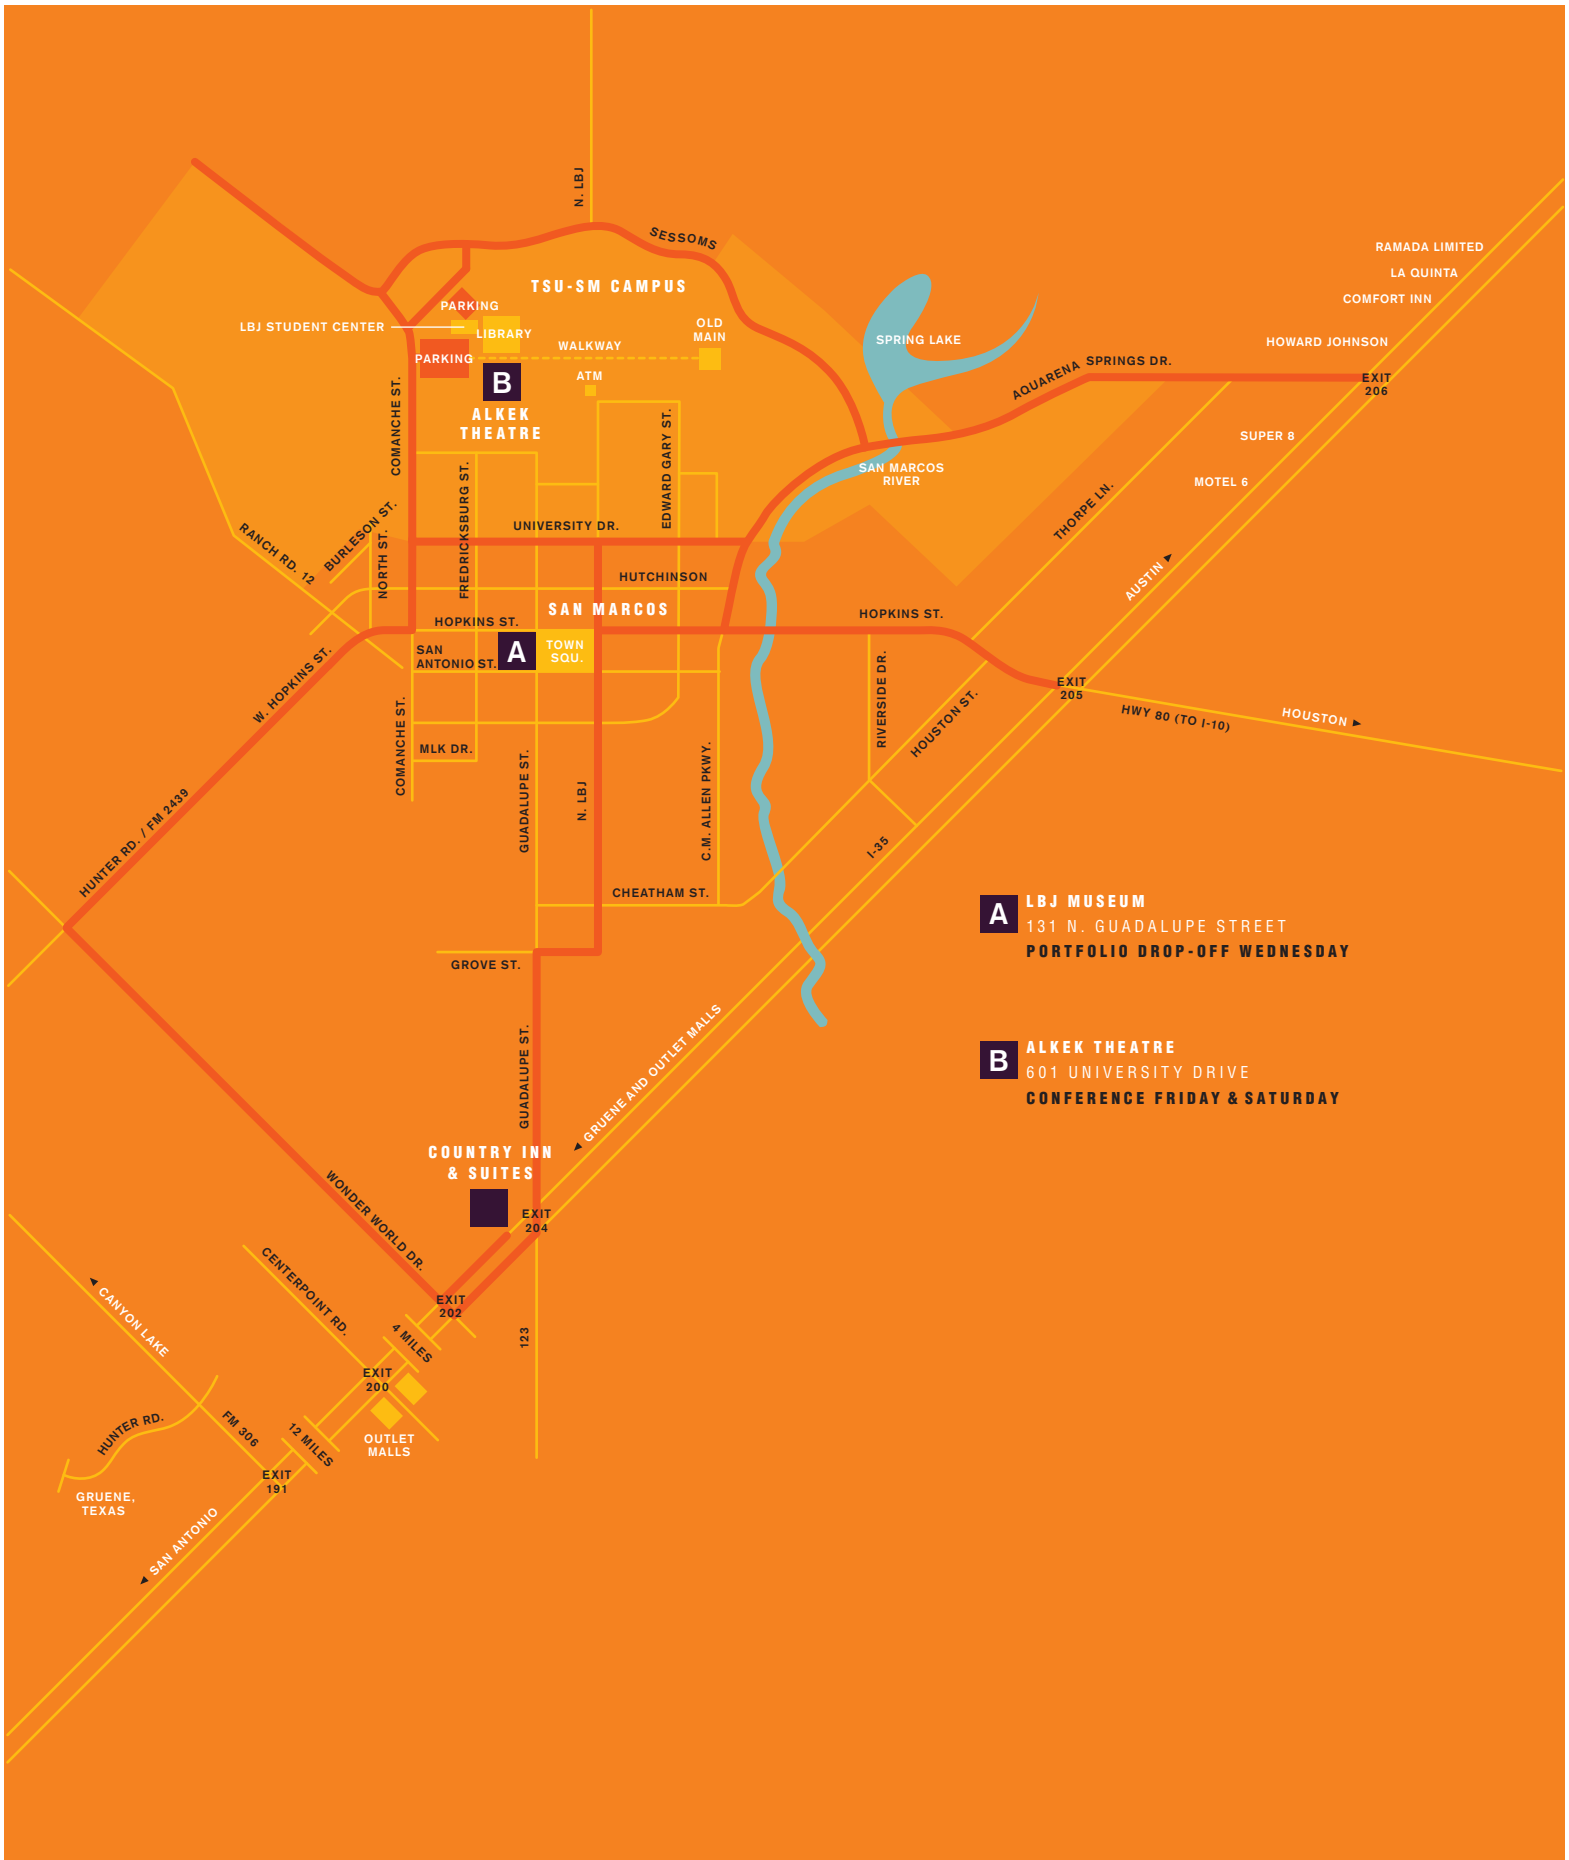 N. LBJ
SESSOMS
RAMADA LIMITED
LA QUINTA
COMFORT INN
TSU-SM CAMPUS
PARKING
LBJ STUDENT CENTER
LIBRARY
OLD
MAIN
WALKWAY
SPRING LAKE
HOWARD JOHNSON
PARKING
AQUARENA SPRINGS DR.
EXIT
206
B
ATM
ALKEK
THEATRE
COMANCHE ST.
EDWARD GARY ST.
SUPER 8
SAN MARCOS
RIVER
MOTEL 6
FREDRICKSBURG ST.
THORPE LN.
UNIVERSITY DR.
BURLESON ST.
RANCH RD. 12
NORTH ST.
HUTCHINSON
AUSTIN
SAN MARCOS
HOPKINS ST.
HOPKINS ST.
A
TOWN
SQU.
SAN
ANTONIO ST.
W. HOPKINS ST.
RIVERSIDE DR.
HOUSTON ST.
EXIT
205
HWY 80 (TO I-10)
HOUSTON
COMANCHE ST.
MLK DR.
GUADALUPE ST.
N. LBJ
C.M. ALLEN PKWY.
HUNTER RD. / FM 2439
I-35
CHEATHAM ST.
A
LBJ MUSEUM
131 N. GUADALUPE STREET
PORTFOLIO DROP-OFF WEDNESDAY
GROVE ST.
GUADALUPE ST.
GRUENE AND OUTLET MALLS
B
ALKEK THEATRE
601 UNIVERSITY DRIVE
CONFERENCE FRIDAY & SATURDAY
COUNTRY INN
& SUITES
EXIT
204
WONDER WORLD DR.
CENTERPOINT RD.
CANYON LAKE
EXIT
202
4 MILES
123
EXIT
200
HUNTER RD.
FM 306
12 MILES
OUTLET
MALLS
EXIT
191
GRUENE,
TEXAS
SAN ANTONIO